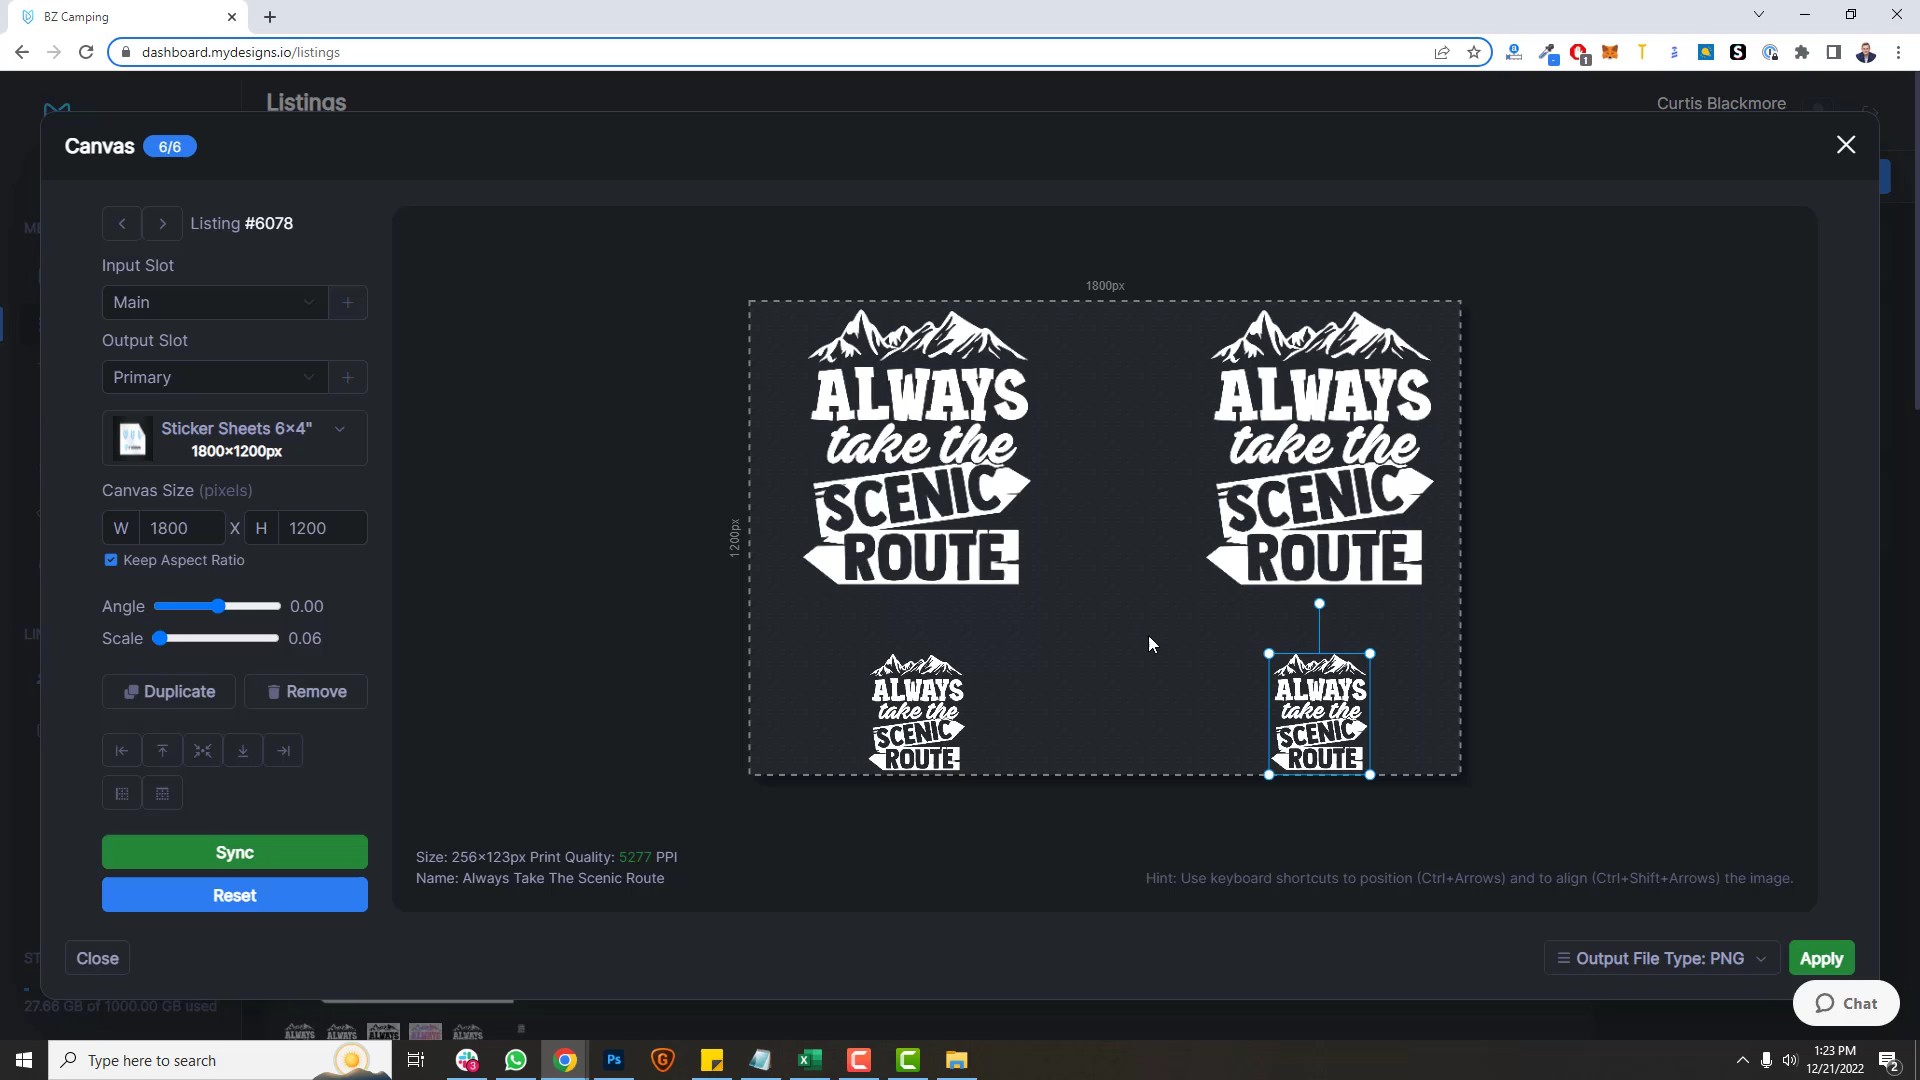 BZ Camping
dashboard.mydesigns.io/listings
Listings
Curtis Blackmore
Canvas 6/6
Listing #6078
Input Slot
Main
Output Slot
Primary
Sticker Sheets 6×4"
1800×1200px
Canvas Size (pixels)
W 1800 X H 1200
Keep Aspect Ratio
Angle 0.00
Scale 0.06
Duplicate Remove
Sync
Reset
Close
1800px
1200px
ALWAYS
take the
SCENIC
ROUTE
ALWAYS
take the
SCENIC
ROUTE
ALWAYS
take the
SCENIC
ROUTE
ALWAYS
take the
SCENIC
ROUTE
Size: 256×123px Print Quality: 5277 PPI
Name: Always Take The Scenic Route
Hint: Use keyboard shortcuts to position (Ctrl+Arrows) and to align (Ctrl+Shift+Arrows) the image.
Output File Type: PNG
Apply
Chat
27.66 GB of 1000.00 GB used
ALWAYS ALWAYS ALWAYS ALWAYS ALWAYS
Type here to search
1:23 PM
12/21/2022